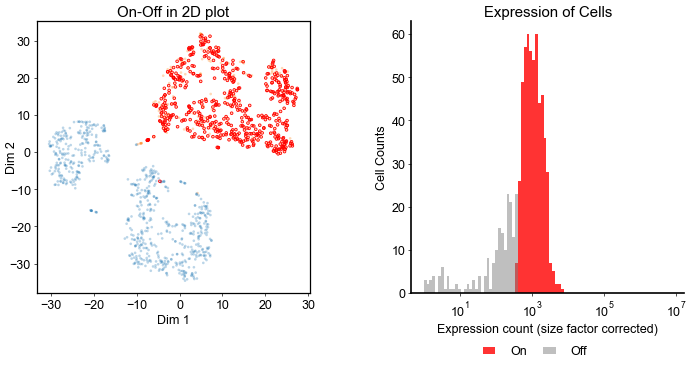 On-Off in 2D plot
30
20
10
0
−10
−20
−30
Dim 2
−30 −20 −10 0 10 20 30
Dim 1
Expression of Cells
60
50
40
30
20
10
0
Cell Counts
10¹ 10³ 10⁵ 10⁷
Expression count (size factor corrected)
On Off